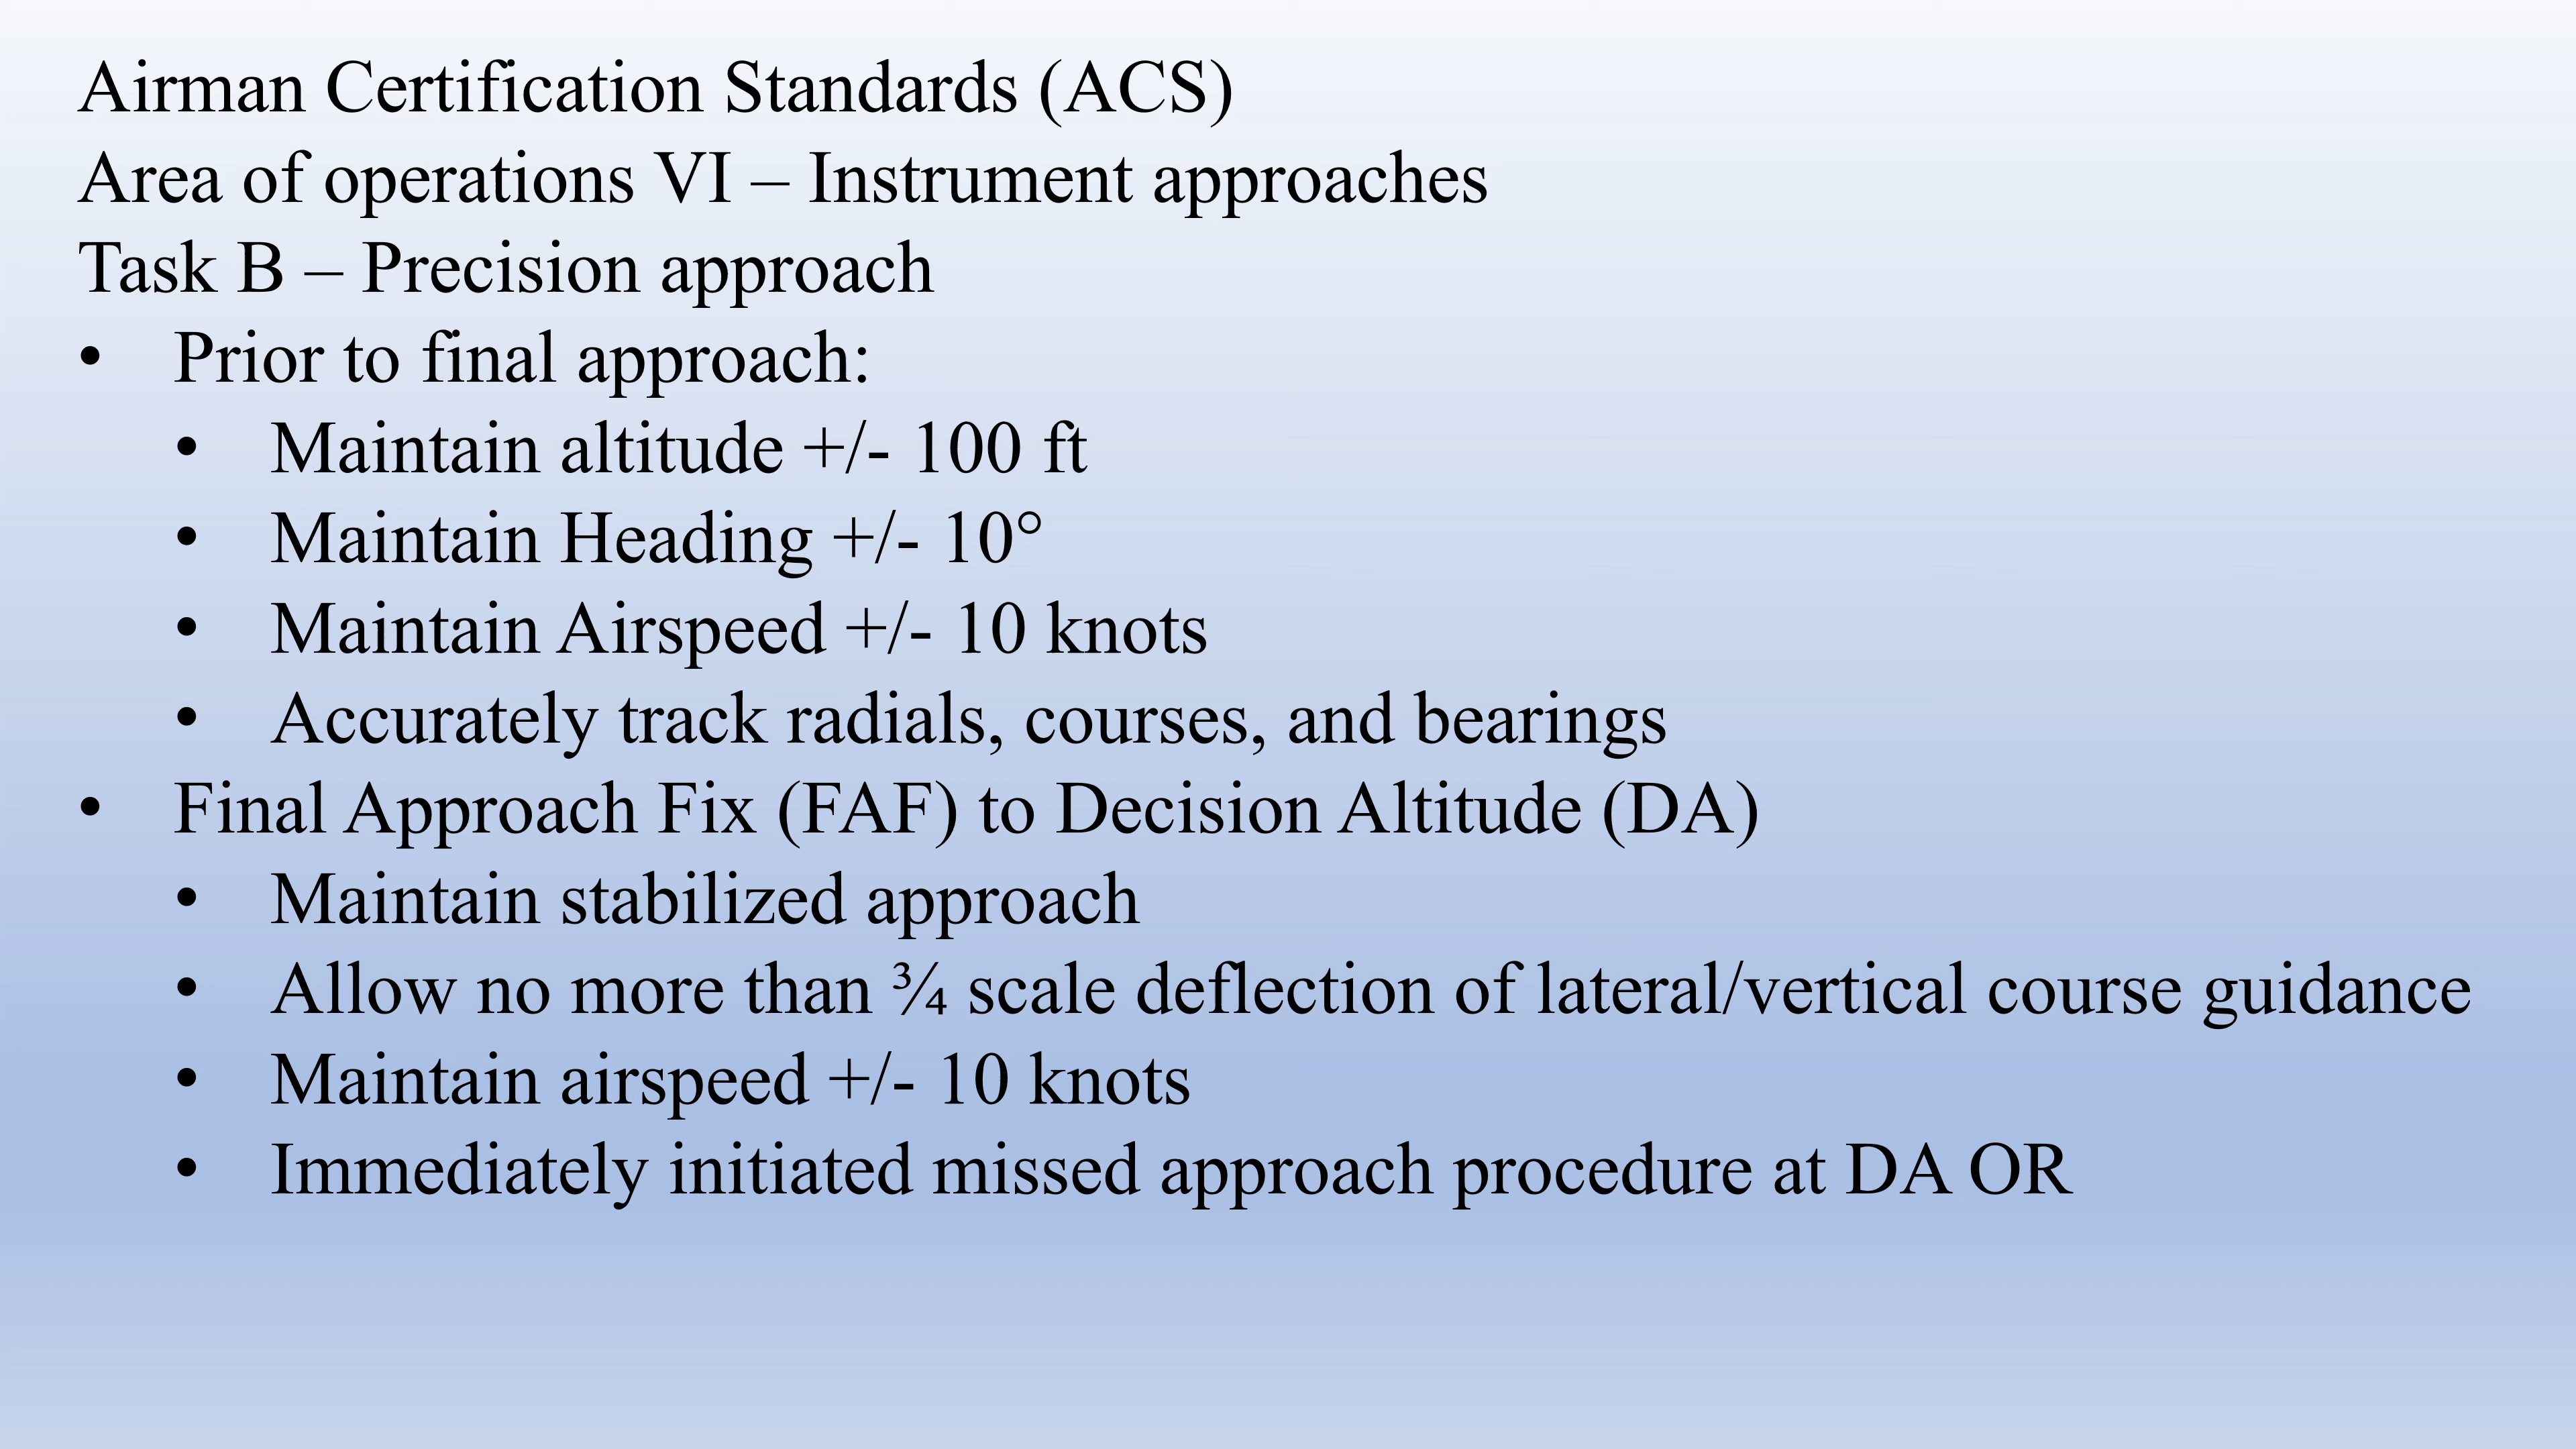 Airman Certification Standards (ACS)
Area of operations VI – Instrument approaches
Task B – Precision approach
• Prior to final approach:
• Maintain altitude +/- 100 ft
• Maintain Heading +/- 10°
• Maintain Airspeed +/- 10 knots
• Accurately track radials, courses, and bearings
• Final Approach Fix (FAF) to Decision Altitude (DA)
• Maintain stabilized approach
• Allow no more than ¾ scale deflection of lateral/vertical course guidance
• Maintain airspeed +/- 10 knots
• Immediately initiated missed approach procedure at DA OR